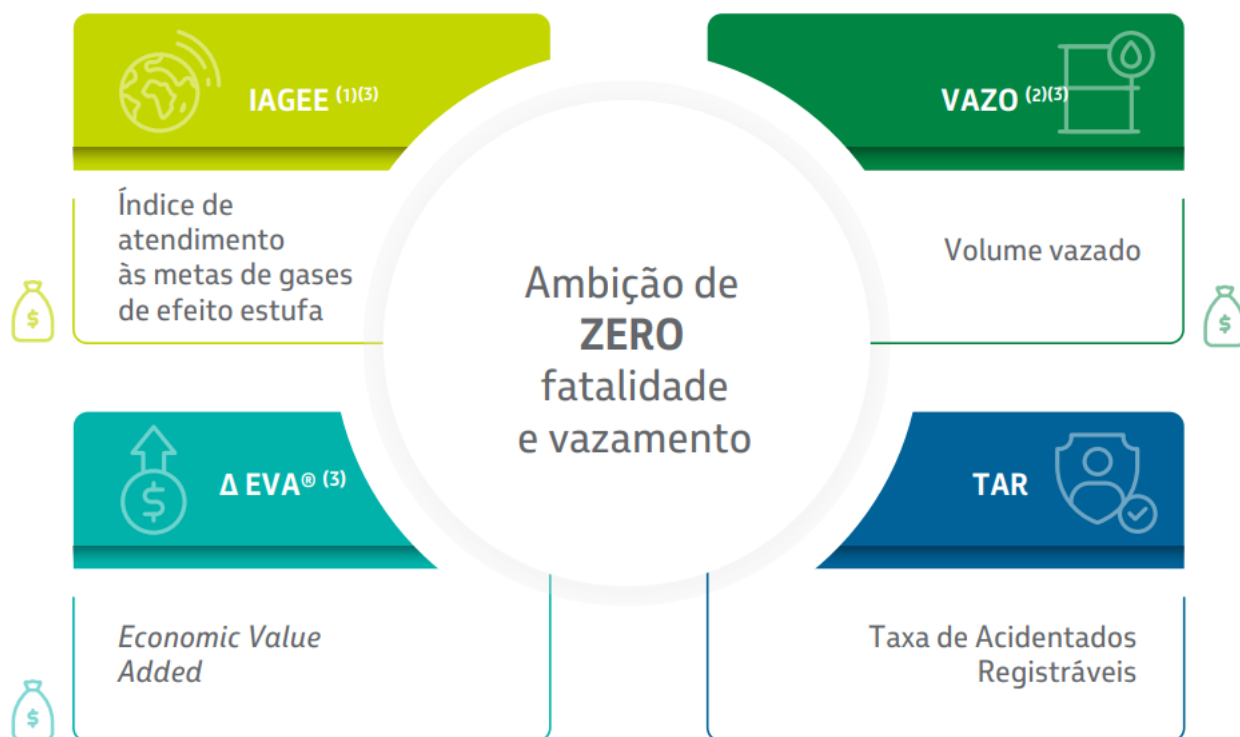 IAGEE (1)(3)
Índice de
atendimento
às metas de gases
de efeito estufa
$
VAZO (2)(3)
Volume vazado
$
Ambição de
ZERO
fatalidade
e vazamento
$
Δ EVA® (3)
Economic Value
Added
$
TAR
Taxa de Acidentados
Registráveis